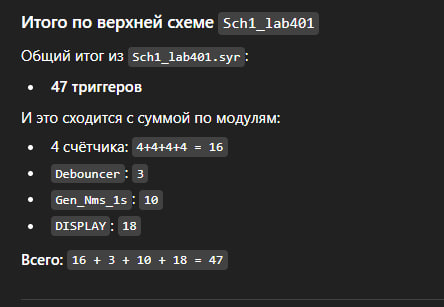 Итого по верхней схеме Sch1_lab401
Общий итог из Sch1_lab401.syr:
• 47 триггеров
И это сходится с суммой по модулям:
• 4 счётчика: 4+4+4+4 = 16
• Debouncer: 3
• Gen_Nms_1s: 10
• DISPLAY: 18
Всего: 16 + 3 + 10 + 18 = 47